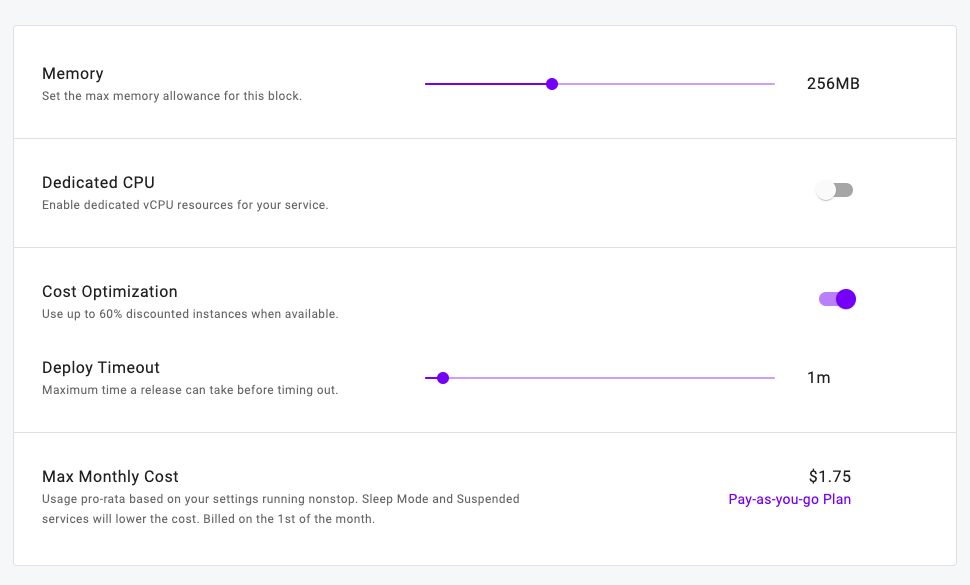 Memory
Set the max memory allowance for this block.
256MB
Dedicated CPU
Enable dedicated vCPU resources for your service.
Cost Optimization
Use up to 60% discounted instances when available.
Deploy Timeout
Maximum time a release can take before timing out.
1m
Max Monthly Cost
Usage pro-rata based on your settings running nonstop. Sleep Mode and Suspended
services will lower the cost. Billed on the 1st of the month.
$1.75
Pay-as-you-go Plan